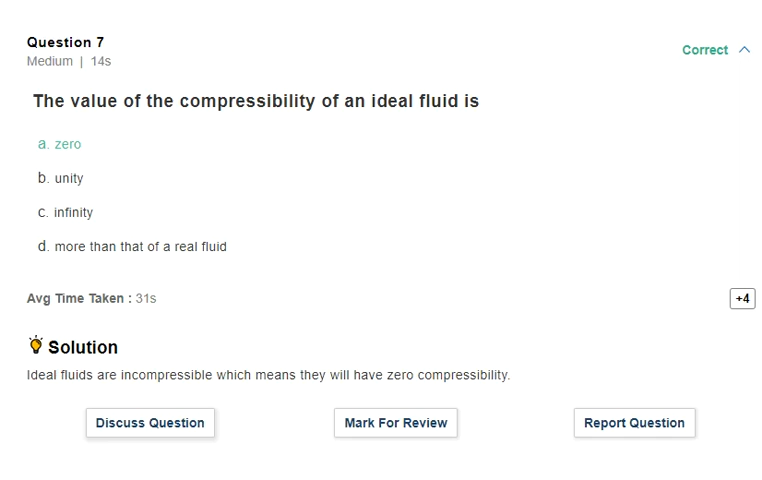 Question 7
Correct
Medium | 14s
The value of the compressibility of an ideal fluid is
a. zero
b. unity
c. infinity
d. more than that of a real fluid
Avg Time Taken : 31s
+4
Solution
Ideal fluids are incompressible which means they will have zero compressibility.
Discuss Question
Mark For Review
Report Question